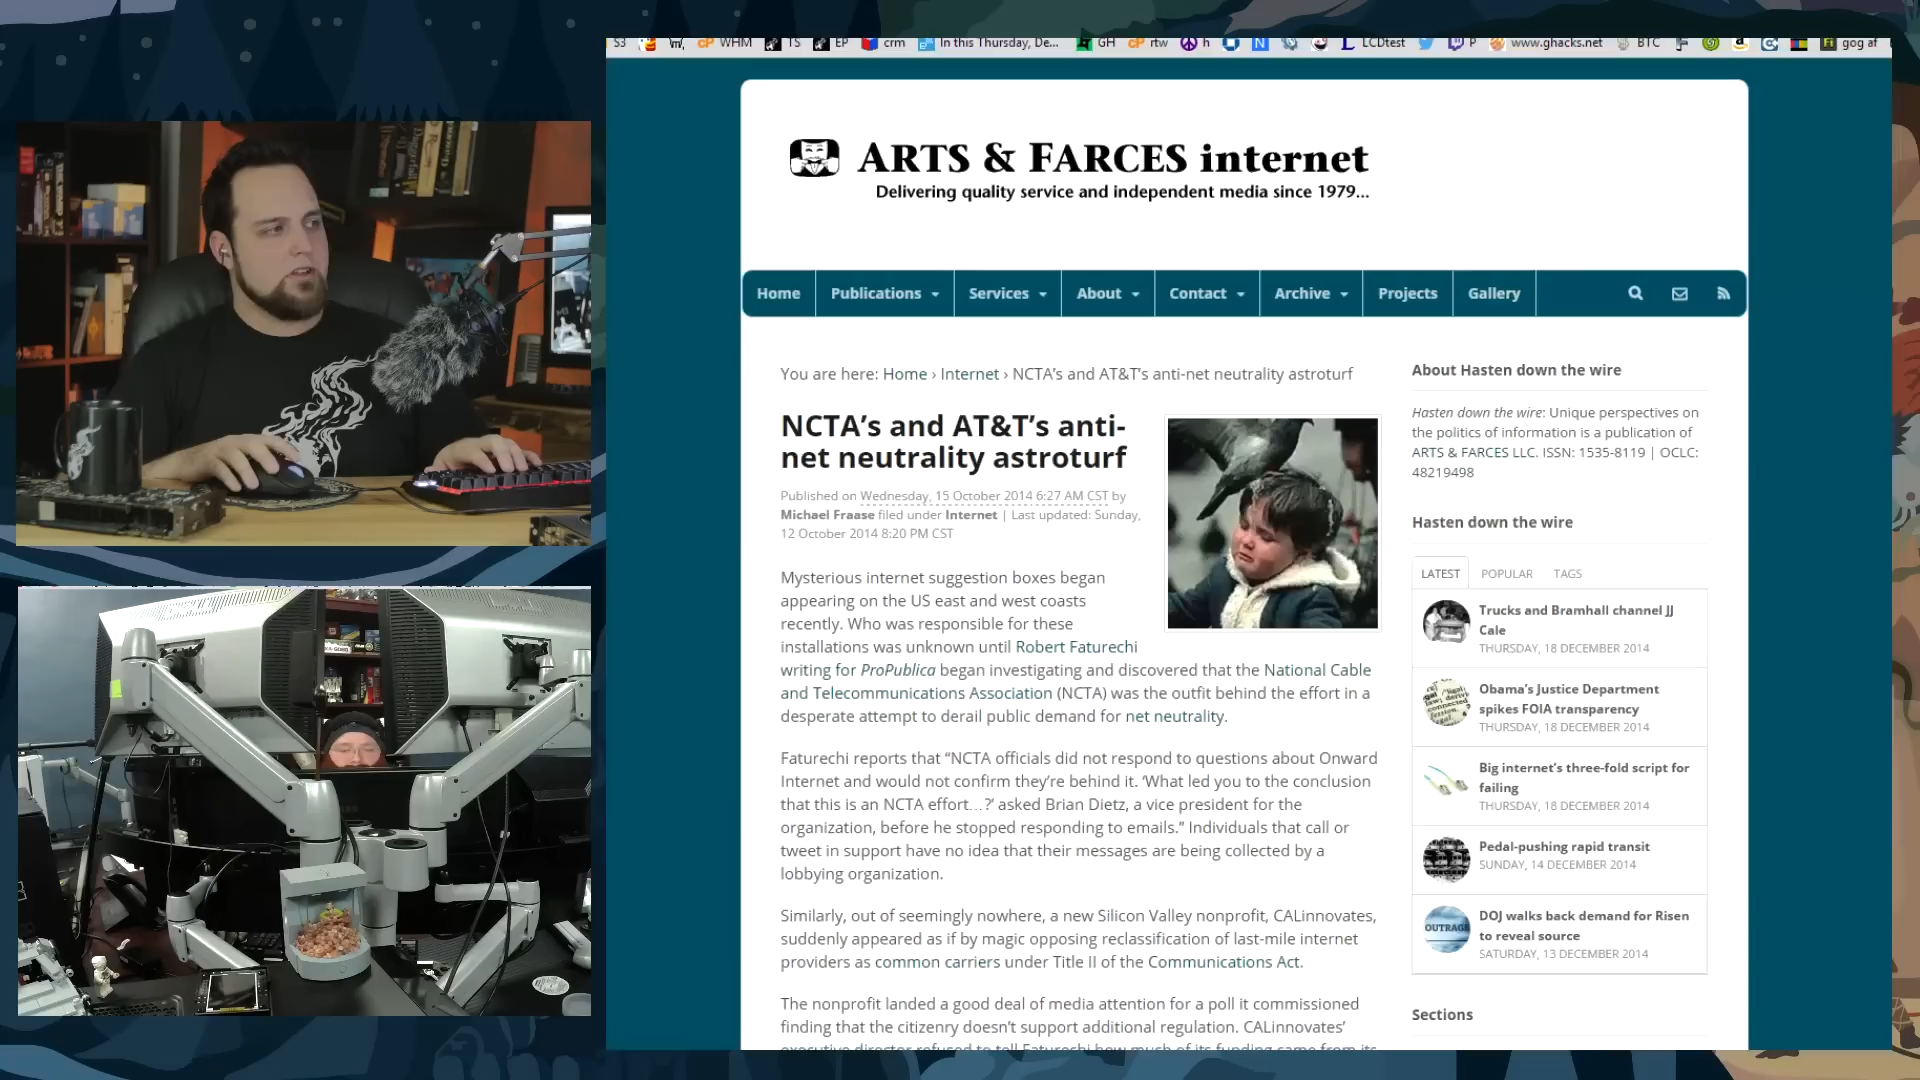 S3 WHM TS EP crm In this Thursday, De... GH rtw h N LCDtest P www.ghacks.net BTC gog af
ARTS & FARCES internet
Delivering quality service and independent media since 1979...
Home Publications Services About Contact Archive Projects Gallery
You are here: Home › Internet › NCTA’s and AT&T’s anti-net neutrality astroturf
NCTA’s and AT&T’s anti-
net neutrality astroturf
Published on Wednesday, 15 October 2014 6:27 AM CST by
Michael Fraase filed under Internet | Last updated: Sunday,
12 October 2014 8:20 PM CST
Mysterious internet suggestion boxes began
appearing on the US east and west coasts
recently. Who was responsible for these
installations was unknown until Robert Faturechi
writing for ProPublica began investigating and discovered that the National Cable
and Telecommunications Association (NCTA) was the outfit behind the effort in a
desperate attempt to derail public demand for net neutrality.
Faturechi reports that “NCTA officials did not respond to questions about Onward
Internet and would not confirm they’re behind it. ‘What led you to the conclusion
that this is an NCTA effort…?’ asked Brian Dietz, a vice president for the
organization, before he stopped responding to emails.” Individuals that call or
tweet in support have no idea that their messages are being collected by a
lobbying organization.
Similarly, out of seemingly nowhere, a new Silicon Valley nonprofit, CALinnovates,
suddenly appeared as if by magic opposing reclassification of last-mile internet
providers as common carriers under Title II of the Communications Act.
The nonprofit landed a good deal of media attention for a poll it commissioned
finding that the citizenry doesn’t support additional regulation. CALinnovates’
executive director refused to tell Faturechi how much of its funding came from its
About Hasten down the wire
Hasten down the wire: Unique perspectives on
the politics of information is a publication of
ARTS & FARCES LLC. ISSN: 1535-8119 | OCLC:
48219498
Hasten down the wire
LATEST POPULAR TAGS
Trucks and Bramhall channel JJ
Cale
THURSDAY, 18 DECEMBER 2014
Obama’s Justice Department
spikes FOIA transparency
THURSDAY, 18 DECEMBER 2014
Big internet’s three-fold script for
failing
THURSDAY, 18 DECEMBER 2014
Pedal-pushing rapid transit
SUNDAY, 14 DECEMBER 2014
OUTRAGE
DOJ walks back demand for Risen
to reveal source
SATURDAY, 13 DECEMBER 2014
Sections